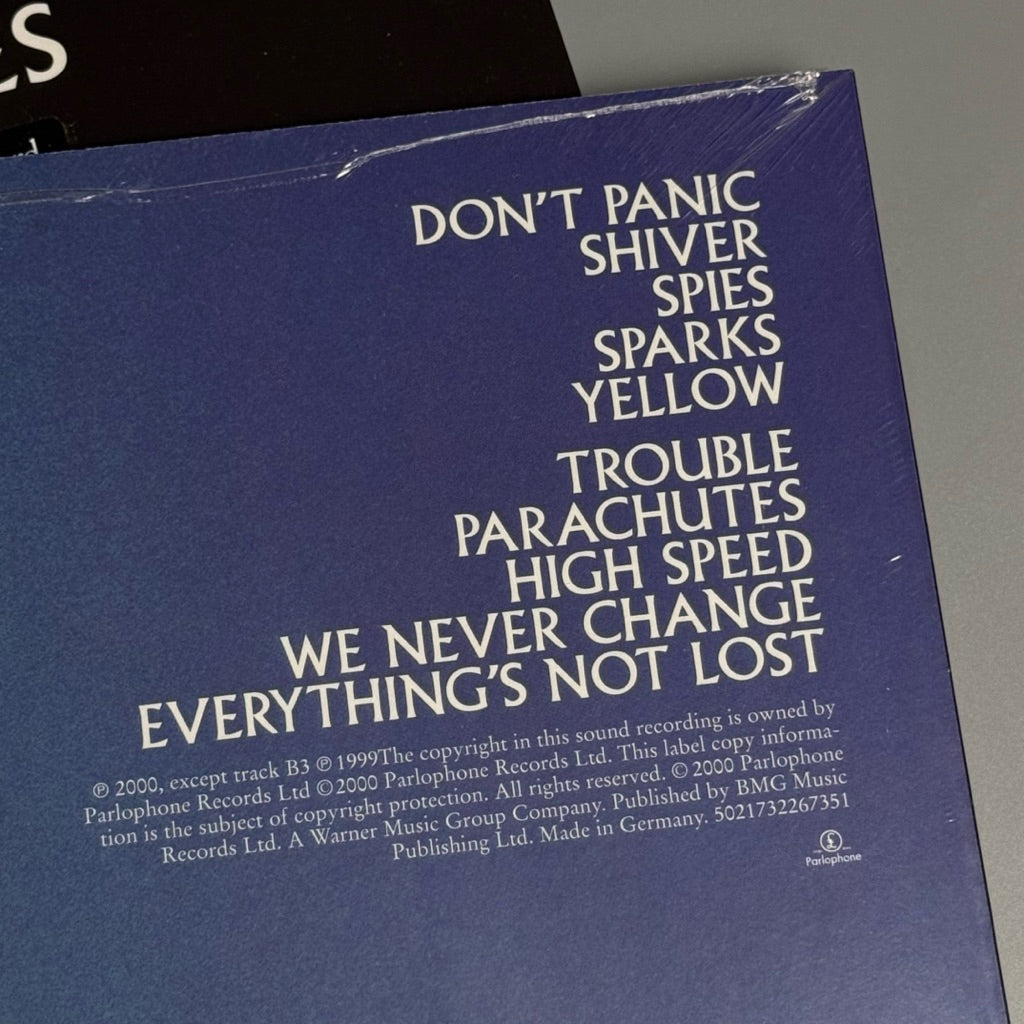 ES
rd
DON'T PANIC
SHIVER
SPIES
SPARKS
YELLOW
TROUBLE
PARACHUTES
HIGH SPEED
WE NEVER CHANGE
EVERYTHING'S NOT LOST
℗ 2000, except track B3 ℗ 1999The copyright in this sound recording is owned by
Parlophone Records Ltd © 2000 Parlophone Records Ltd. This label copy informa-
tion is the subject of copyright protection. All rights reserved. © 2000 Parlophone
Records Ltd. A Warner Music Group Company. Published by BMG Music
Publishing Ltd. Made in Germany. 5021732267351
£
Parlophone